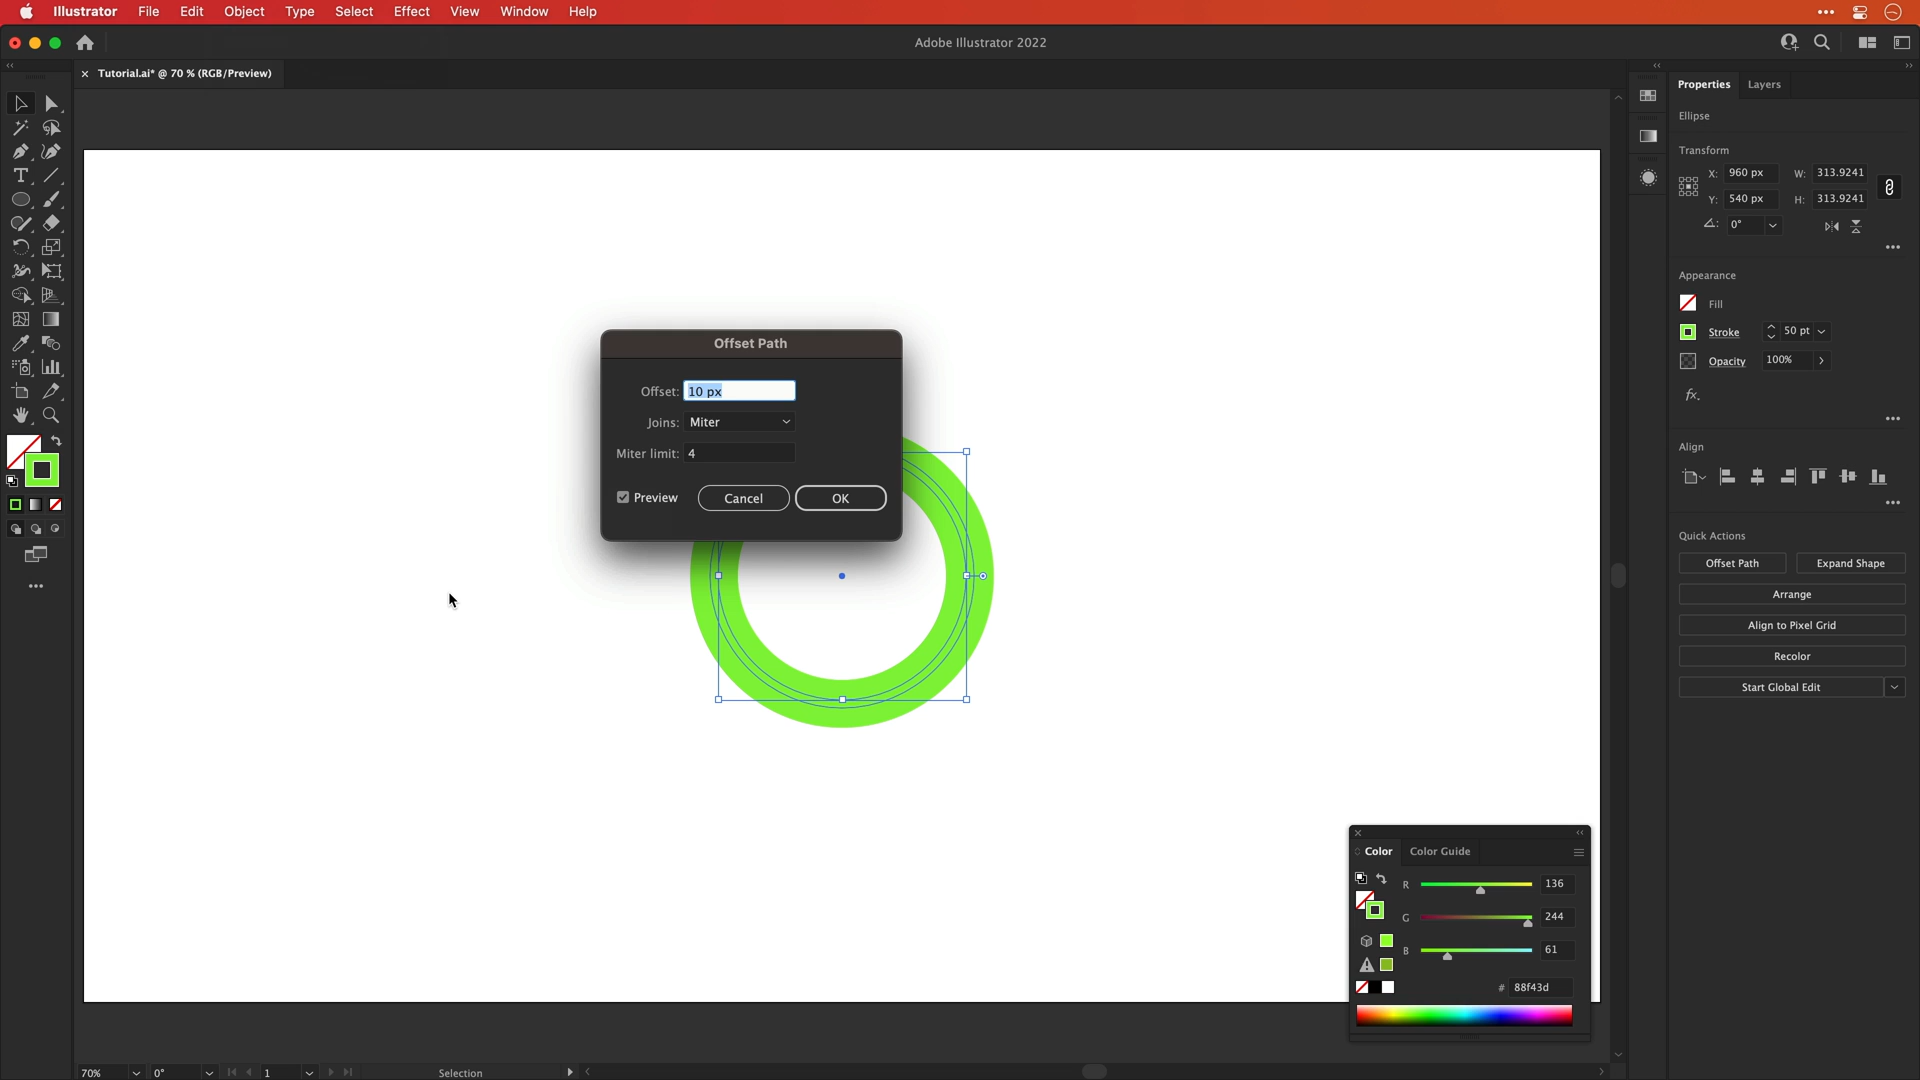 Illustrator File Edit Object Type Select Effect View Window Help
Adobe Illustrator 2022
Tutorial.ai* @ 70 % (RGB/Preview)
Properties Layers
Ellipse
Transform
X: 960 px W: 313.9241
Y: 540 px H: 313.9241
0°
Appearance
Fill
Stroke 50 pt
Opacity 100%
fx.
Align
Quick Actions
Offset Path Expand Shape
Arrange
Align to Pixel Grid
Recolor
Start Global Edit
Offset Path
Offset: 10 px
Joins: Miter
Miter limit: 4
Preview Cancel OK
Color Color Guide
R 136
G 244
B 61
# 88f43d
70% 0° 1 Selection